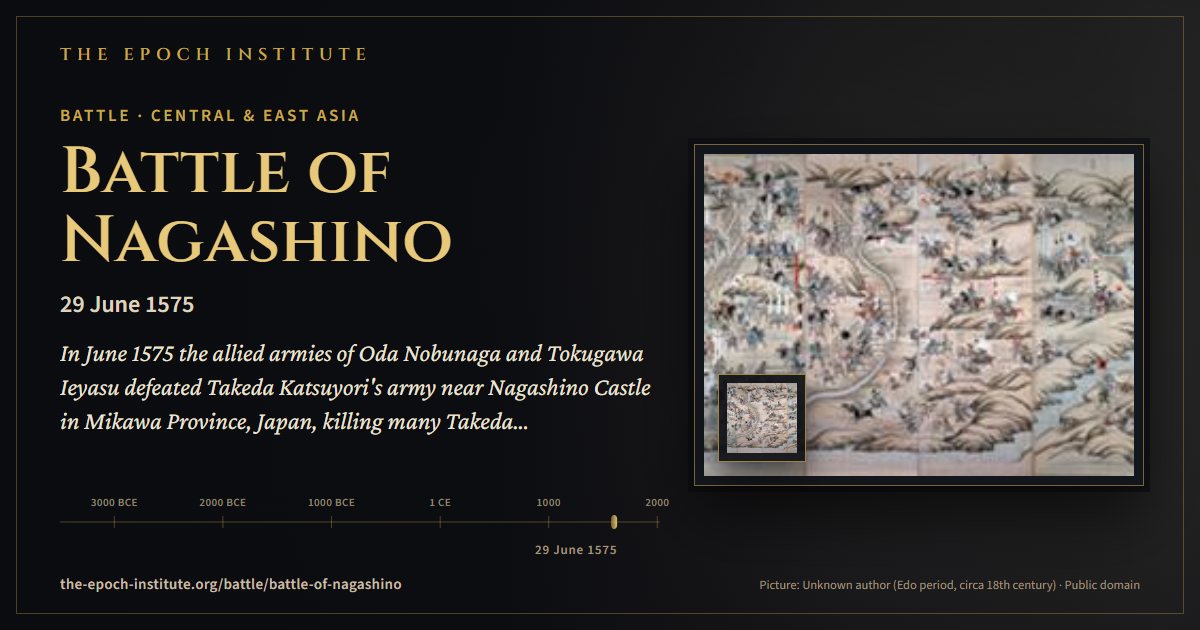 THE EPOCH INSTITUTE
BATTLE · CENTRAL & EAST ASIA
BATTLE OF
NAGASHINO
29 June 1575
In June 1575 the allied armies of Oda Nobunaga and Tokugawa
Ieyasu defeated Takeda Katsuyori's army near Nagashino Castle
in Mikawa Province, Japan, killing many Takeda...
3000 BCE 2000 BCE 1000 BCE 1 CE 1000 2000
29 June 1575
the-epoch-institute.org/battle/battle-of-nagashino
Picture: Unknown author (Edo period, circa 18th century) · Public domain